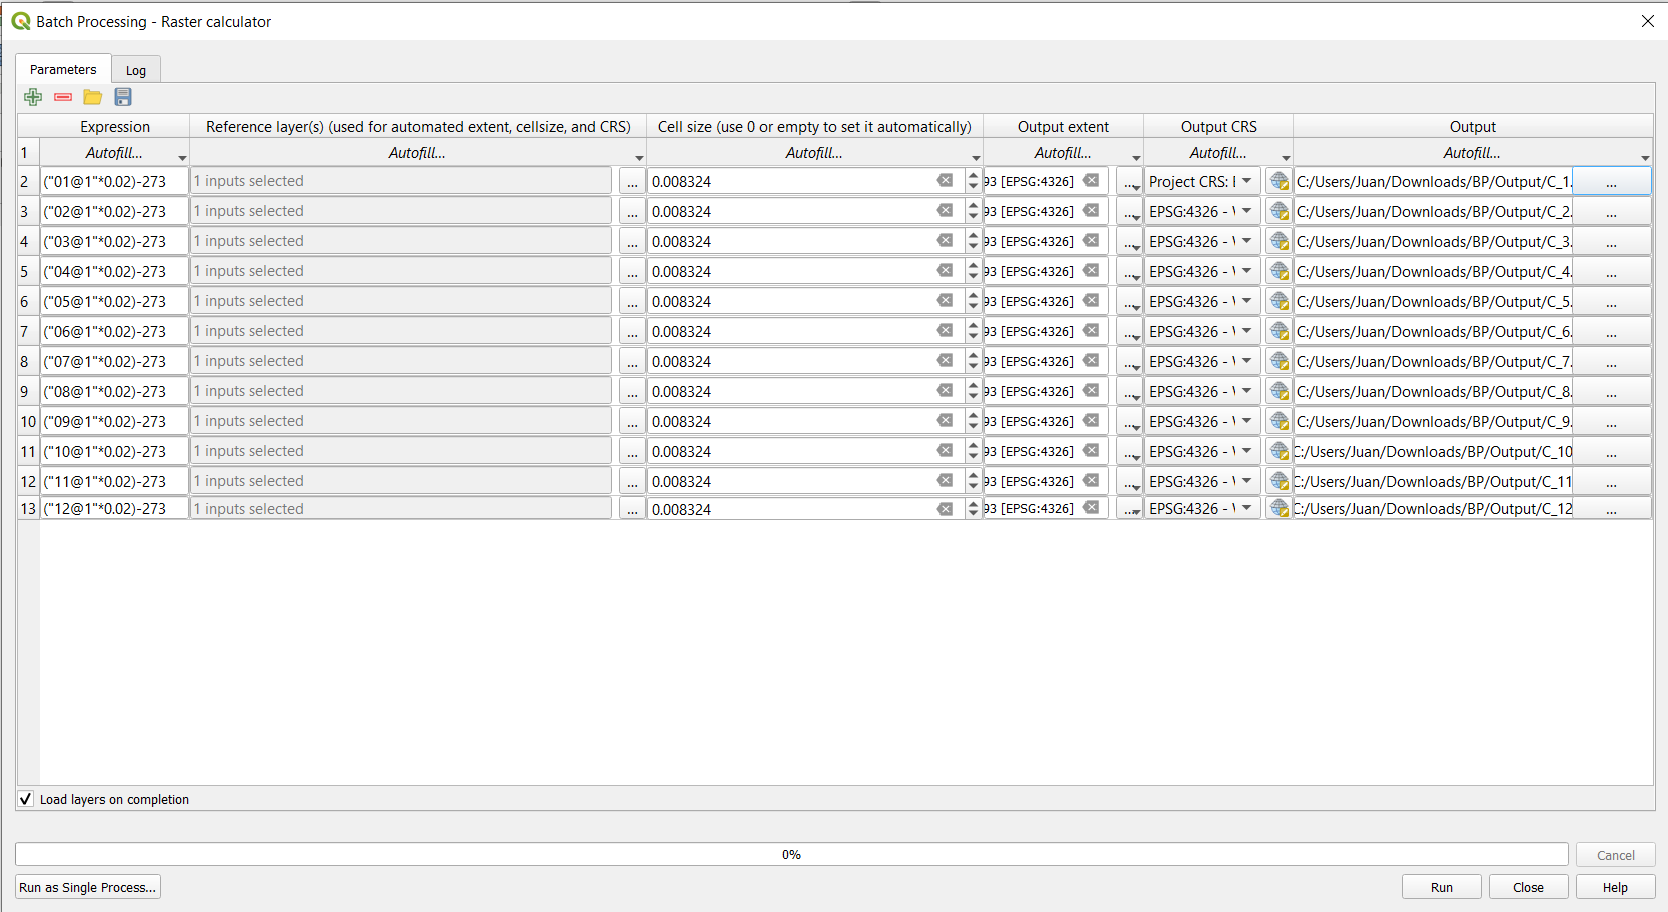 Batch Processing - Raster calculator
Parameters Log
Expression Reference layer(s) (used for automated extent, cellsize, and CRS) Cell size (use 0 or empty to set it automatically) Output extent Output CRS Output
1 Autofill... Autofill... Autofill... Autofill... Autofill... Autofill...
2 ("01@1"*0.02)-273 1 inputs selected ... 0.008324 93 [EPSG:4326] ... Project CRS: C:/Users/Juan/Downloads/BP/Output/C_1. ...
3 ("02@1"*0.02)-273 1 inputs selected ... 0.008324 93 [EPSG:4326] ... EPSG:4326 - C:/Users/Juan/Downloads/BP/Output/C_2. ...
4 ("03@1"*0.02)-273 1 inputs selected ... 0.008324 93 [EPSG:4326] ... EPSG:4326 - C:/Users/Juan/Downloads/BP/Output/C_3. ...
5 ("04@1"*0.02)-273 1 inputs selected ... 0.008324 93 [EPSG:4326] ... EPSG:4326 - C:/Users/Juan/Downloads/BP/Output/C_4. ...
6 ("05@1"*0.02)-273 1 inputs selected ... 0.008324 93 [EPSG:4326] ... EPSG:4326 - C:/Users/Juan/Downloads/BP/Output/C_5. ...
7 ("06@1"*0.02)-273 1 inputs selected ... 0.008324 93 [EPSG:4326] ... EPSG:4326 - C:/Users/Juan/Downloads/BP/Output/C_6. ...
8 ("07@1"*0.02)-273 1 inputs selected ... 0.008324 93 [EPSG:4326] ... EPSG:4326 - C:/Users/Juan/Downloads/BP/Output/C_7. ...
9 ("08@1"*0.02)-273 1 inputs selected ... 0.008324 93 [EPSG:4326] ... EPSG:4326 - C:/Users/Juan/Downloads/BP/Output/C_8. ...
10 ("09@1"*0.02)-273 1 inputs selected ... 0.008324 93 [EPSG:4326] ... EPSG:4326 - C:/Users/Juan/Downloads/BP/Output/C_9. ...
11 ("10@1"*0.02)-273 1 inputs selected ... 0.008324 93 [EPSG:4326] ... EPSG:4326 - C:/Users/Juan/Downloads/BP/Output/C_10 ...
12 ("11@1"*0.02)-273 1 inputs selected ... 0.008324 93 [EPSG:4326] ... EPSG:4326 - C:/Users/Juan/Downloads/BP/Output/C_11 ...
13 ("12@1"*0.02)-273 1 inputs selected ... 0.008324 93 [EPSG:4326] ... EPSG:4326 - C:/Users/Juan/Downloads/BP/Output/C_12 ...
Load layers on completion
0% Cancel
Run as Single Process... Run Close Help